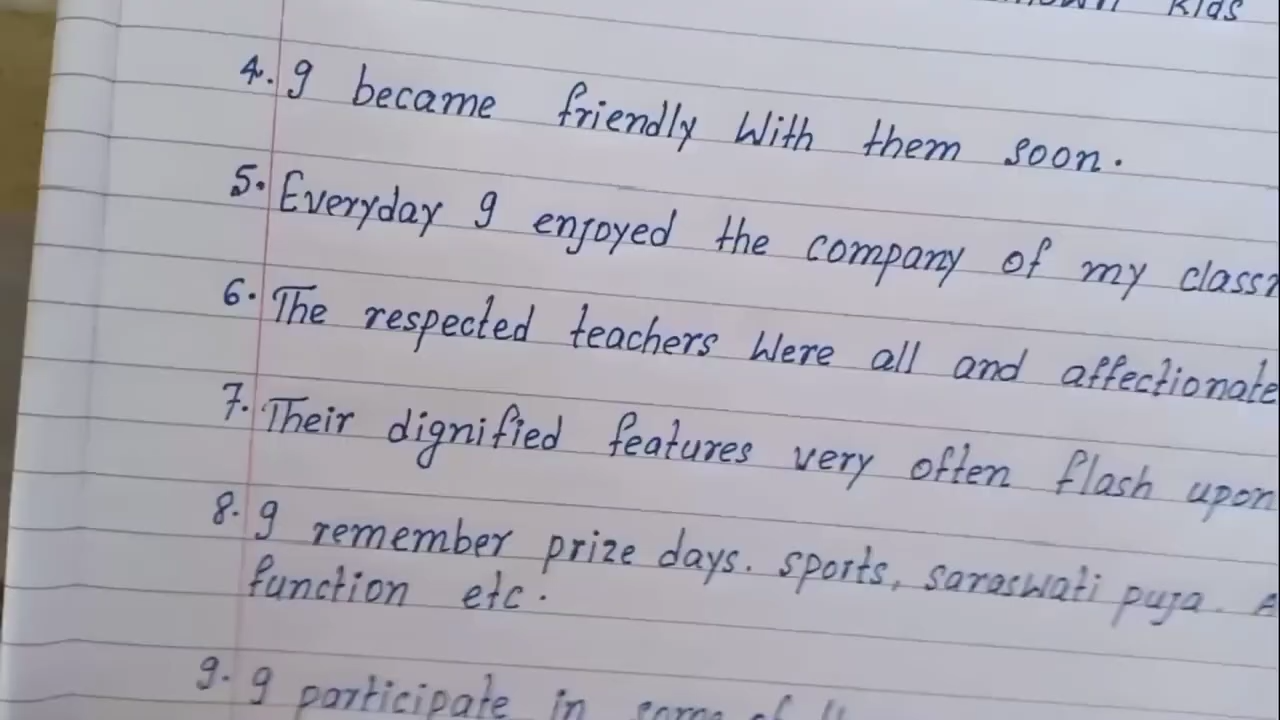 Kids
4. I became friendly With them soon.
5. Everyday I enjoyed the company of my
6. The respected teachers Were all and affectionate
7. Their dignified features very often flash upon
8. I remember prize days. sports, saraswati puja.
function etc.
9. I participate in some of